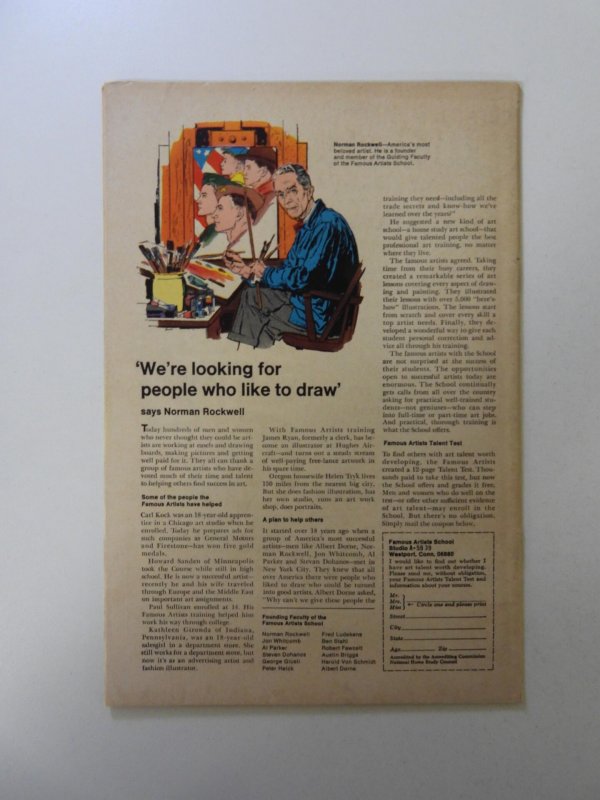 Norman Rockwell—America's most
beloved artist. He is a founder
and member of the Guiding Faculty
of the Famous Artists School.
'We're looking for
people who like to draw'
says Norman Rockwell
Today hundreds of men and women
who never thought they could be art-
ists are working at easels and drawing
boards, making pictures and getting
well paid for it. They all can thank a
group of famous artists who have de-
voted much of their time and talent
to helping others find success in art.
Some of the people the
Famous Artists have helped
Carl Kock was an 18-year-old appren-
tice in a Chicago art studio when he
enrolled. Today he prepares ads for
such companies as General Motors
and Firestone—has won five gold
medals.
Howard Sanden of Minneapolis
took the Course while still in high
school. He is now a successful artist—
recently he and his wife traveled
through Europe and the Middle East
on important art assignments.
Paul Sullivan enrolled at 16. His
Famous Artists training helped him
work his way through college.
Kathleen Gironda of Indiana,
Pennsylvania, was an 18-year-old
salesgirl in a department store. She
still works for a department store, but
now it's as an advertising artist and
fashion illustrator.
With Famous Artists training
James Ryan, formerly a clerk, has be-
come an illustrator at Hughes Air-
craft—and turns out a steady stream
of well-paying free-lance artwork in
his spare time.
Oregon housewife Helen Tryk lives
150 miles from the nearest big city.
But she does fashion illustration, has
her own studio, runs an art work
shop, does portraits.
A plan to help others
It started over 18 years ago when a
group of America's most successful
artists—men like Albert Dorne, Nor-
man Rockwell, Jon Whitcomb, Al
Parker and Stevan Dohanos—met in
New York City. They knew that all
over America there were people who
liked to draw who could be turned
into good artists. Albert Dorne asked,
"Why can't we give these people the
Founding Faculty of the
Famous Artists School
Norman Rockwell
Jon Whitcomb
Al Parker
Stevan Dohanos
George Giusti
Peter Helck
Fred Ludekens
Ben Stahl
Robert Fawcett
Austin Briggs
Harold Von Schmidt
Albert Dorne
training they need—including all the
trade secrets and know-how we've
learned over the years?"
He suggested a new kind of art
school—a home study art school—that
would give talented people the best
professional art training, no matter
where they live.
The famous artists agreed. Taking
time from their busy careers, they
created a remarkable series of art
lessons covering every aspect of draw-
ing and painting. They illustrated
their lessons with over 5,000 "here's-
how" illustrations. The lessons start
from scratch and cover every skill a
top artist needs. Finally, they de-
veloped a wonderful way to give each
student personal correction and ad-
vice all through his training.
The famous artists with the School
are not surprised at the success of
their students. The opportunities
open to successful artists today are
enormous. The School continually
gets calls from all over the country
asking for practical well-trained stu-
dents—not geniuses—who can step
into full-time or part-time art jobs.
And practical, thorough training is
what the School offers.
Famous Artists Talent Test
To find others with art talent worth
developing, the Famous Artists
created a 12-page Talent Test. Thou-
sands paid to take this test, but now
the School offers and grades it free.
Men and women who do well on the
test—or offer other sufficient evidence
of art talent—may enroll in the
School. But there's no obligation.
Simply mail the coupon below.
Famous Artists School
Studio
Westport, Conn. 06880
I would like to find out whether I
have art talent worth developing.
Please send me, without obligation,
your Famous Artists Talent Test and
information about your courses.
Mr.
Mrs.
Miss
← Circle one and please print
Street
City
State
Age Zip
Accredited by the Accrediting Commission
National Home Study Council